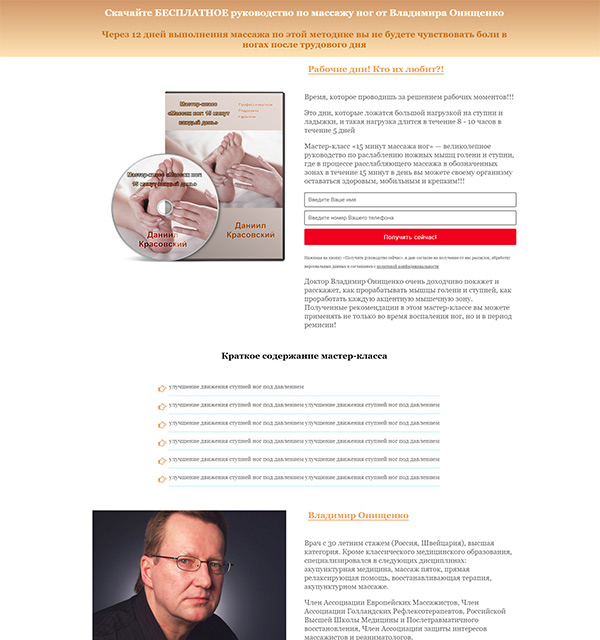 Скачайте БЕСПЛАТНОЕ руководство по массажу ног от Владимира Онищенко
Через 12 дней выполнения массажа по этой методике вы не будете чувствовать боли в
ногах после трудового дня
Рабочие дни! Кто их любит?!
Мастер-класс
«Массаж ног 15 минут
каждый день»
Мастер-класс «Массаж ног
15 минут каждый день»
Даниил
Красовский
Даниил
Красовский
Время, которое проводишь за решением рабочих моментов!!!
Это дни, которые ложатся большой нагрузкой на ступни и
ладыжки, и такая нагрузка длится в течение 8 - 10 часов в
течение 5 дней
Мастер-класс «15 минут массажа ног» — великолепное
руководство по расслаблению ножных мышц голени и ступни,
где в процессе расслабляющего массажа в обозначенных
зонах в течение 15 минут в день вы можете своему организму
оставаться здоровым, мобильным и крепким!!!
Введите Ваше имя
Введите номер Вашего телефона
Получить сейчас!
Нажимая на кнопку «Получить руководство сейчас», я даю согласие на получение от вас рассылок, обработку
персональных данных и соглашаюсь с политикой конфиденциальности
Доктор Владимир Онищенко очень доходчиво покажет и
расскажет, как прорабатывать мышцы голени и ступней, как
проработать каждую акцентную мышечную зону.
Полученные рекомендации в этом мастер-классе вы можете
применять не только во время воспаления ног, но и в период
ремисии!
Краткое содержание мастер-класса
улучшение движения ступней ног под давлением
улучшение движения ступней ног под давлением улучшение движения ступней ног под давлением
улучшение движения ступней ног под давлением улучшение движения ступней ног под давлением
улучшение движения ступней ног под давлением улучшение движения ступней ног под давлением
улучшение движения ступней ног под давлением улучшение движения ступней ног под давлением
улучшение движения ступней ног под давлением улучшение движения ступней ног под давлением
Владимир Онищенко
Врач с 30 летним стажем (Россия, Швейцария), высшая
категория. Кроме классического медицинского образования,
специализировался в следующих дисциплинах:
акупунктурная медицина, массаж пяток, прямая
релаксирующая помощь, восстанавливающая терапия,
акупунктурном массаже.
Член Ассоциации Европейских Массажистов, Член
Ассоциации Голландских Рефлексотерапевтов, Российской
Высшей Школы Медицины и Послетравматичного
восстановления, Член Ассоциации защиты интересов
массажистов и реаниматологов.